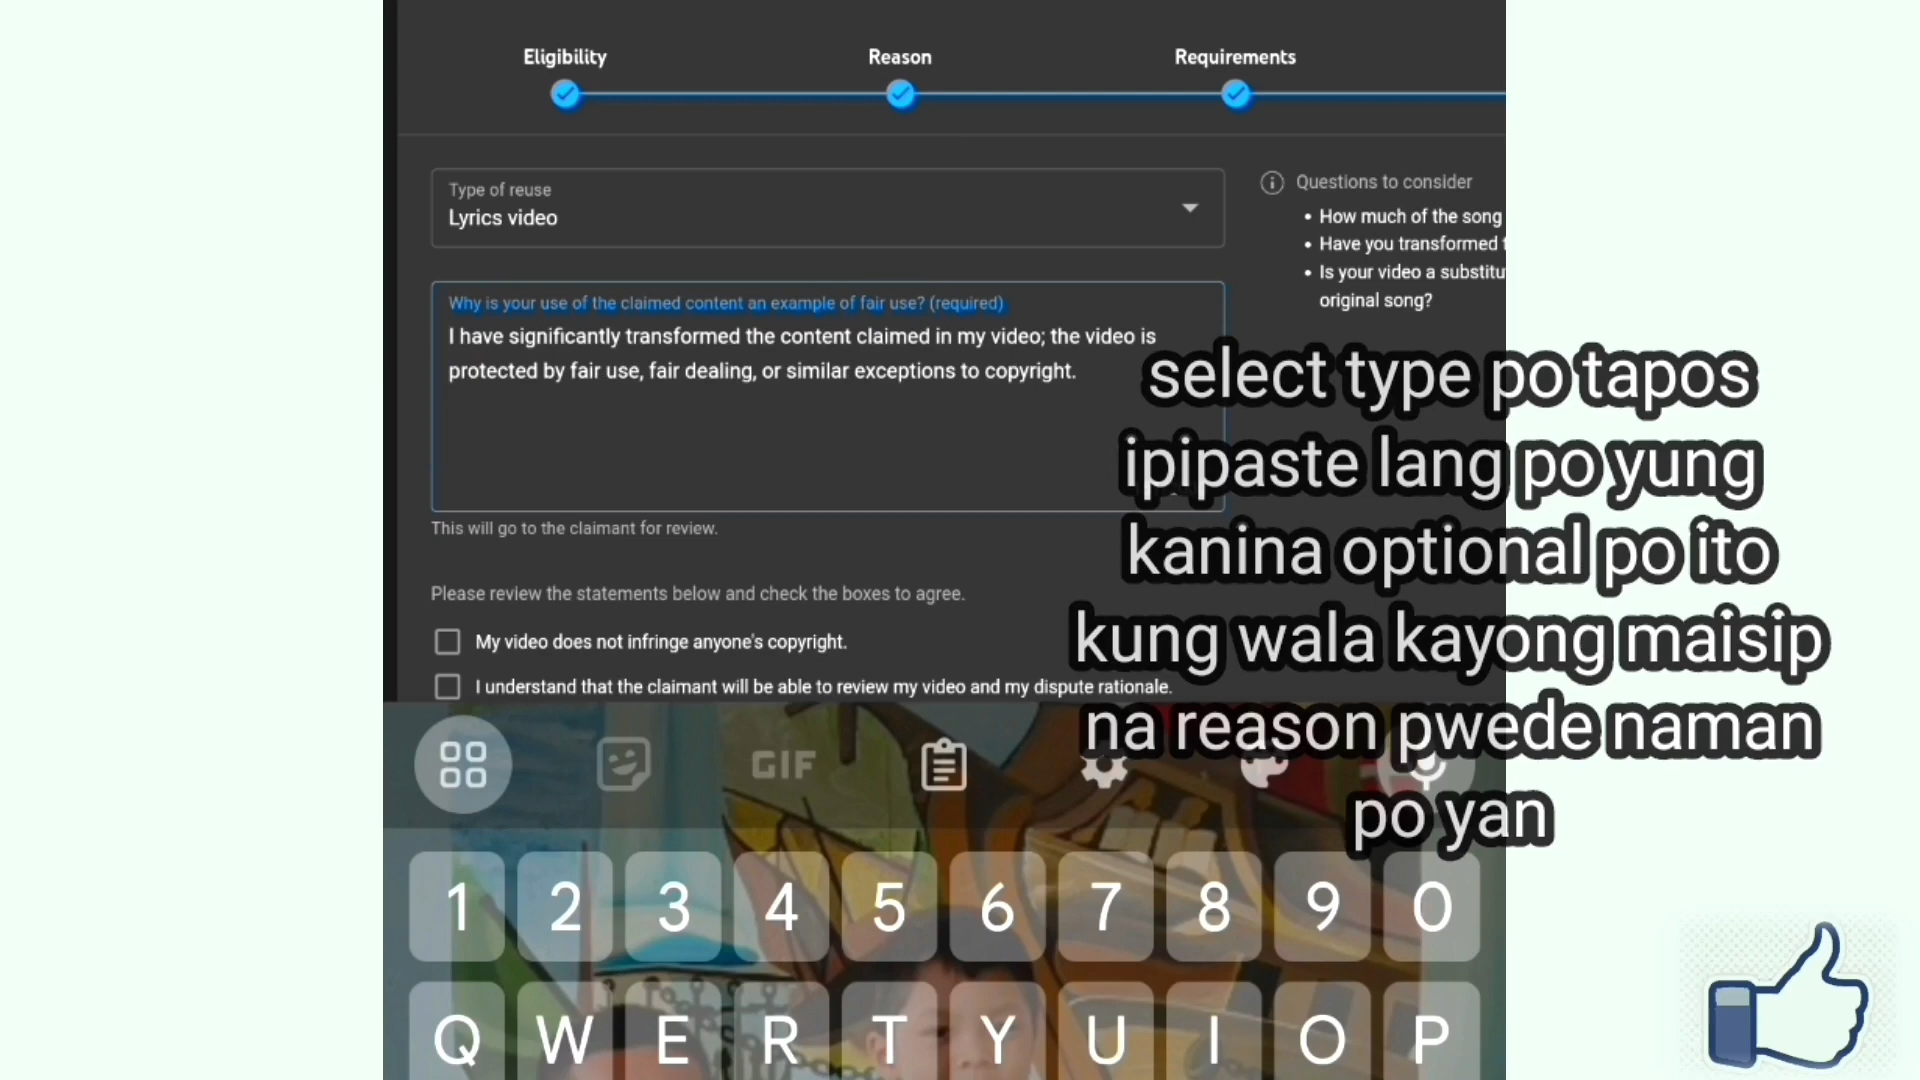 Eligibility
Reason
Requirements
Type of reuse
Lyrics video
Why is your use of the claimed content an example of fair use? (required)
I have significantly transformed the content claimed in my video; the video is
protected by fair use, fair dealing, or similar exceptions to copyright.
This will go to the claimant for review.
Questions to consider
• How much of the song
• Have you transformed
• Is your video a substitu
original song?
Please review the statements below and check the boxes to agree.
My video does not infringe anyone's copyright.
I understand that the claimant will be able to review my video and my dispute rationale.
select type po tapos
ipipaste lang po yung
kanina optional po ito
kung wala kayong maisip
na reason pwede naman
po yan
GIF
1 2 3 4 5 6 7 8 9 0
Q W E R T Y U I O P